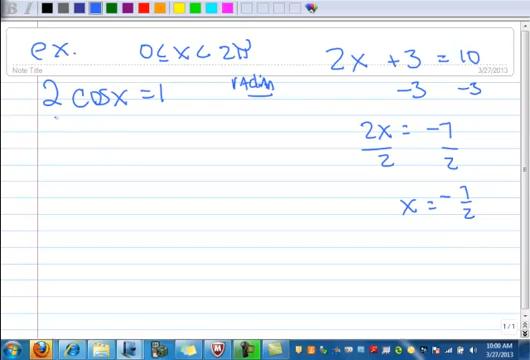 ex. 0 ≤ x < 2π
radian
2 cosx = 1
2x + 3 = 10
-3 -3
2x = -7
2 2
x = - 7/2
Note Title
3/27/2013
1/1
10:00 AM
3/27/2013